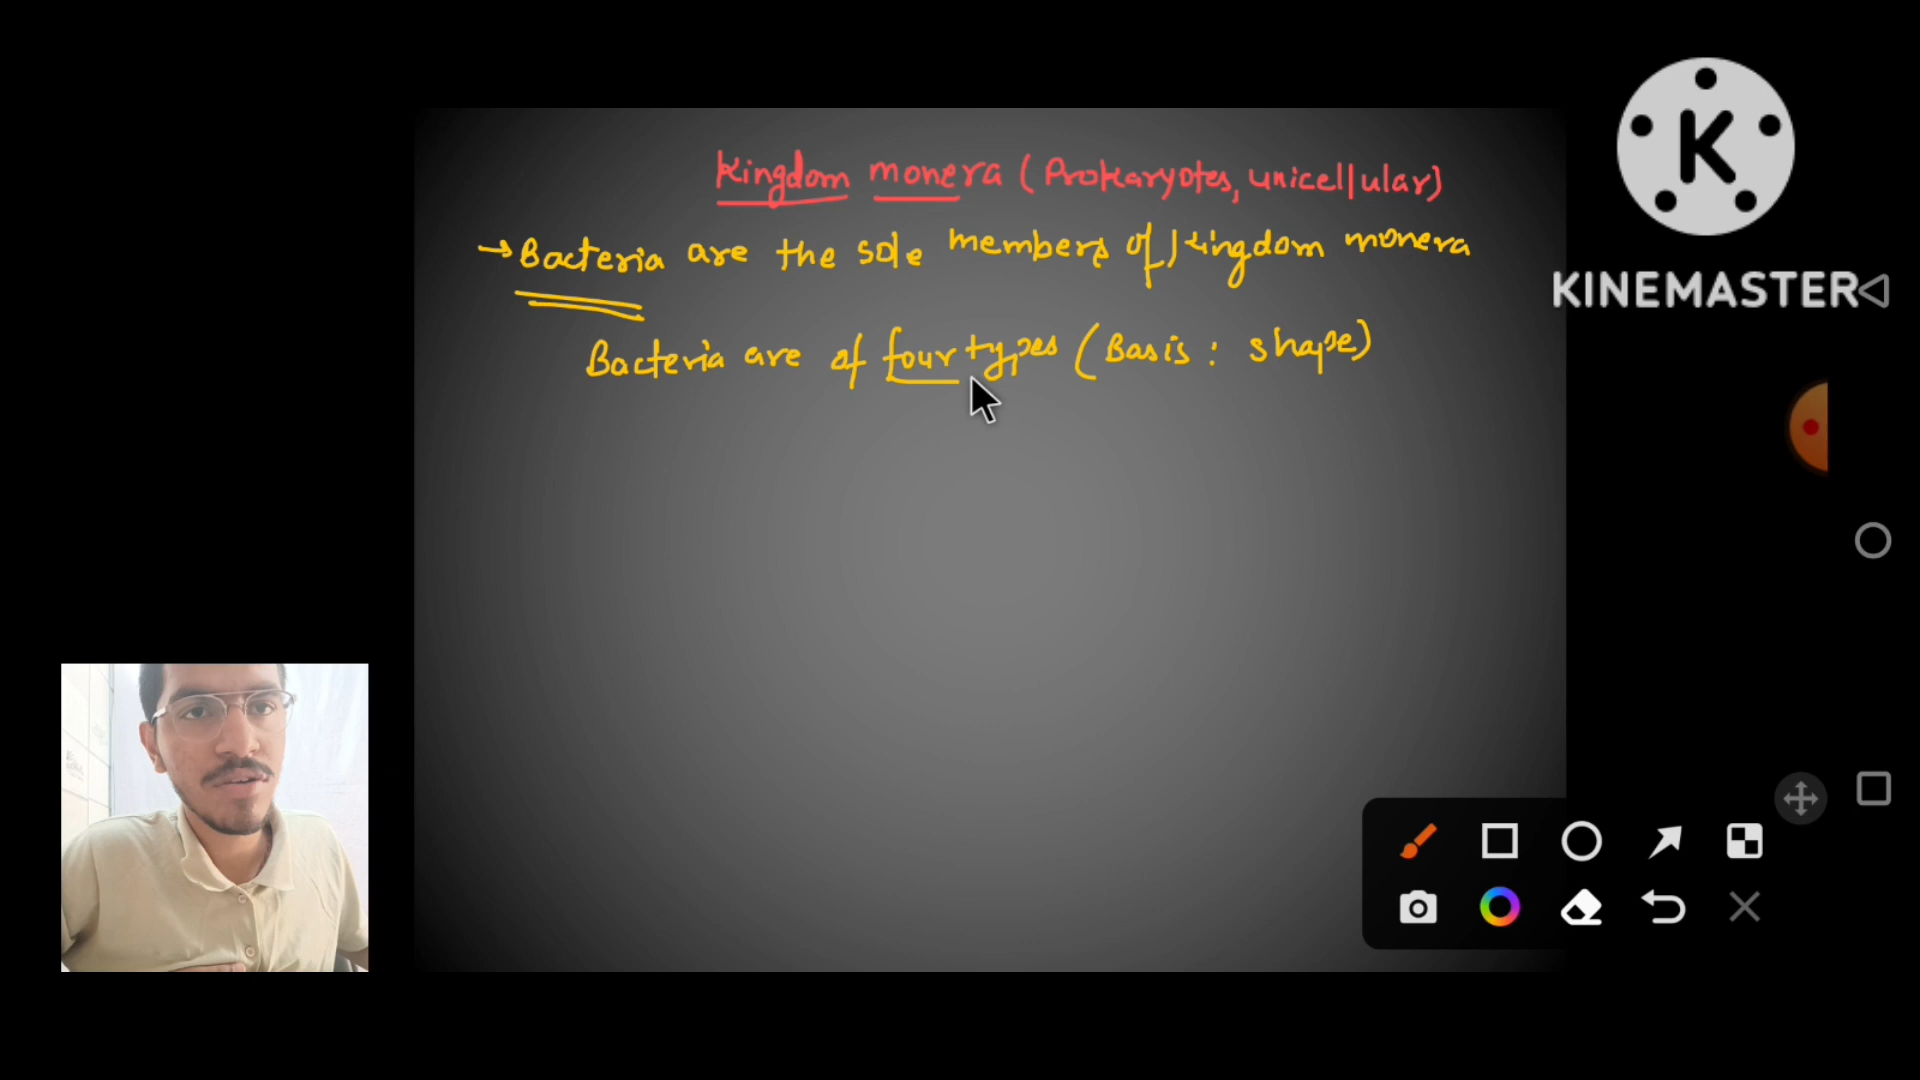 Kingdom monera (Prokaryotes, unicellular)
→ Bacteria are the sole members of kingdom monera
Bacteria are of four types (Basis : shape)
K
KINEMASTER